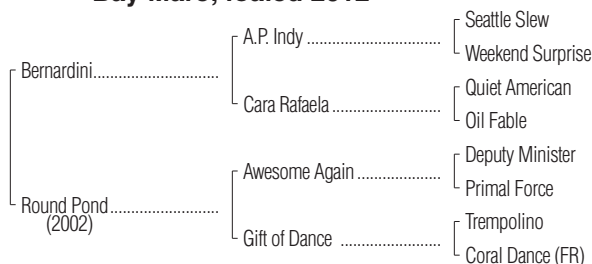 Bay Mare, foaled 2012
Seattle Slew
A.P. Indy
Weekend Surprise
Bernardini
Quiet American
Cara Rafaela
Oil Fable
Deputy Minister
Awesome Again
Primal Force
Round Pond
(2002)
Trempolino
Gift of Dance
Coral Dance (FR)